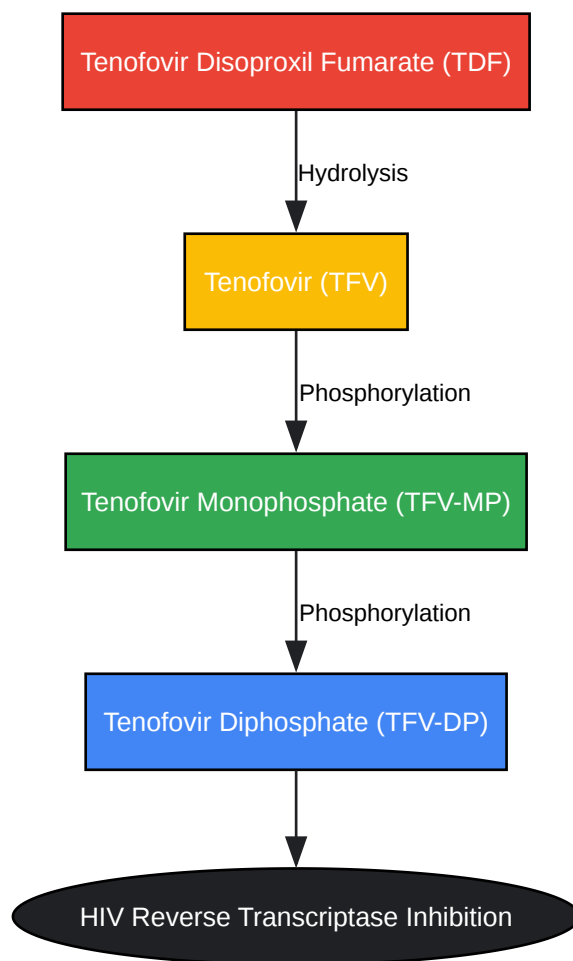 Tenofovir Disoproxil Fumarate (TDF)
Hydrolysis
Tenofovir (TFV)
Phosphorylation
Tenofovir Monophosphate (TFV-MP)
Phosphorylation
Tenofovir Diphosphate (TFV-DP)
HIV Reverse Transcriptase Inhibition